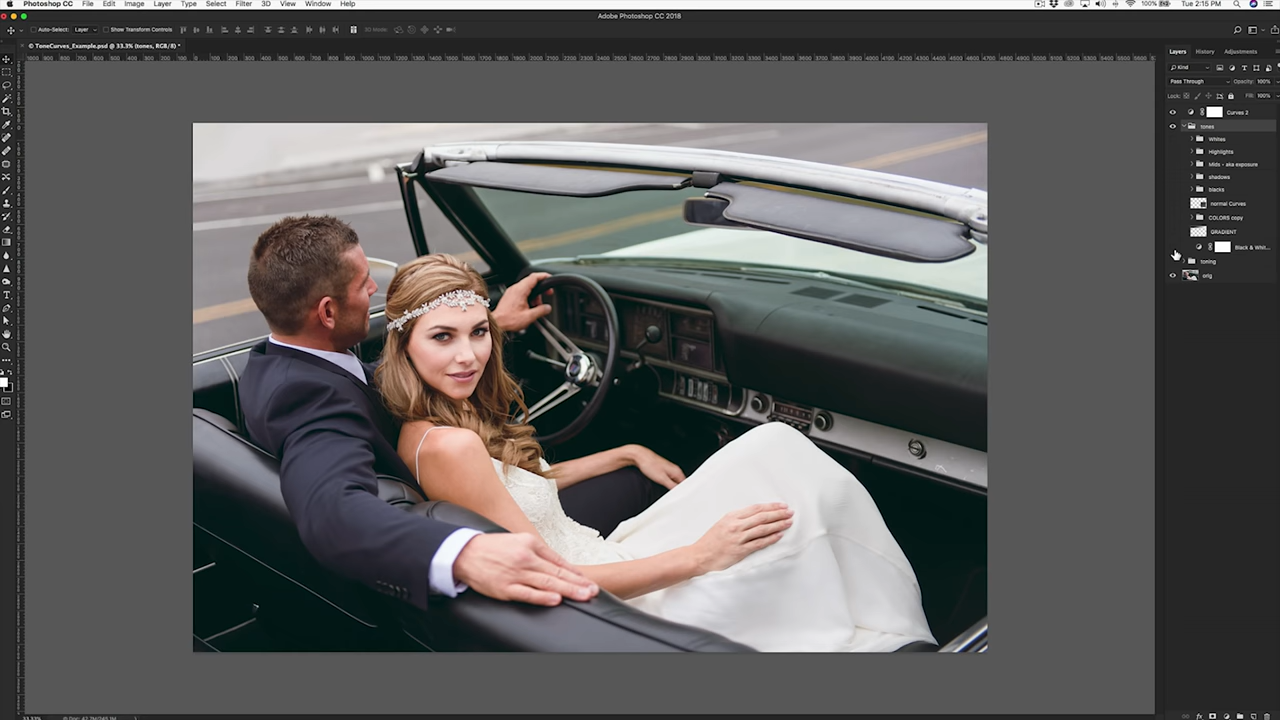 Photoshop CC File Edit Image Layer Type Select Filter 3D View Window Help 100% Tue 2:15 PM
Adobe Photoshop CC 2018
Auto-Select: Layer Show Transform Controls 3D Mode:
© ToneCurves_Example.psd @ 33.3% (tones, RGB/8) *
Layers History Adjustments
Kind
Pass Through Opacity: 100%
Lock: Fill: 100%
Curves 2
tones
Whites
Highlights
Mids - aka exposure
shadows
blacks
normal Curves
COLORS copy
GRADIENT
Black & Whit...
toning
orig